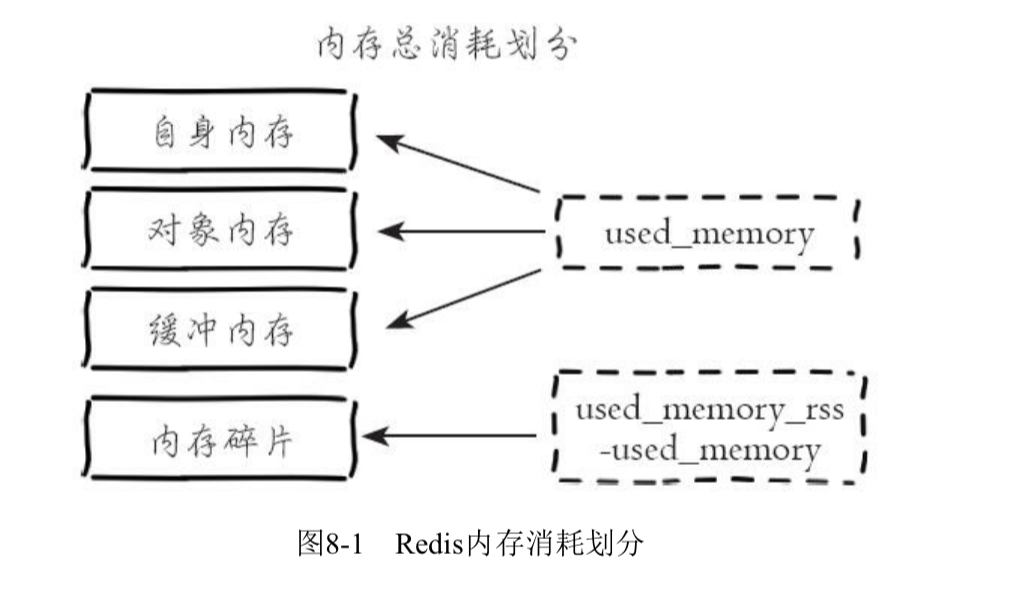 内存总消耗划分
自身内存
对象内存
used_memory
缓冲内存
内存碎片
used_memory_rss
-used_memory
图8-1 Redis内存消耗划分